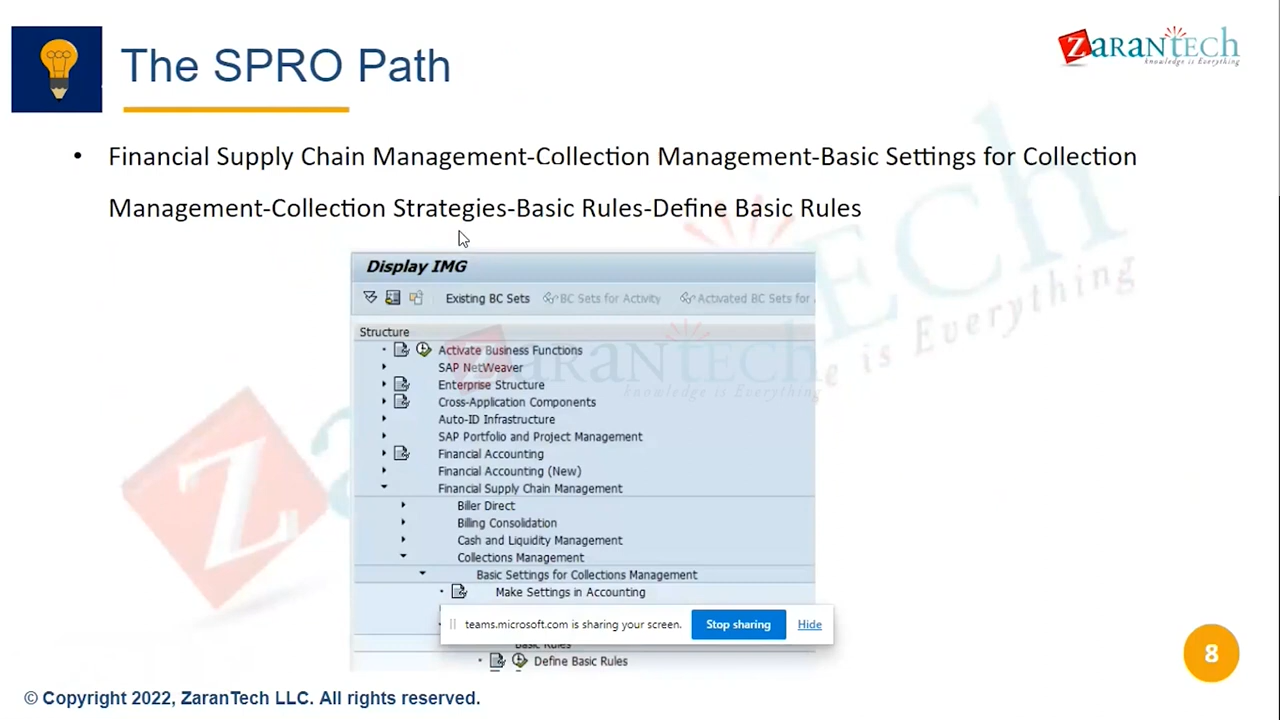 The SPRO Path
ZaranTech
knowledge is Everything
• Financial Supply Chain Management-Collection Management-Basic Settings for Collection
Management-Collection Strategies-Basic Rules-Define Basic Rules
Display IMG
Existing BC Sets BC Sets for Activity Activated BC Sets for
Structure
Activate Business Functions
SAP NetWeaver
Enterprise Structure
Cross-Application Components
Auto-ID Infrastructure
SAP Portfolio and Project Management
Financial Accounting
Financial Accounting (New)
Financial Supply Chain Management
Biller Direct
Billing Consolidation
Cash and Liquidity Management
Collections Management
Basic Settings for Collections Management
Make Settings in Accounting
teams.microsoft.com is sharing your screen. Stop sharing Hide
Basic Rules
Define Basic Rules
8
© Copyright 2022, ZaranTech LLC. All rights reserved.